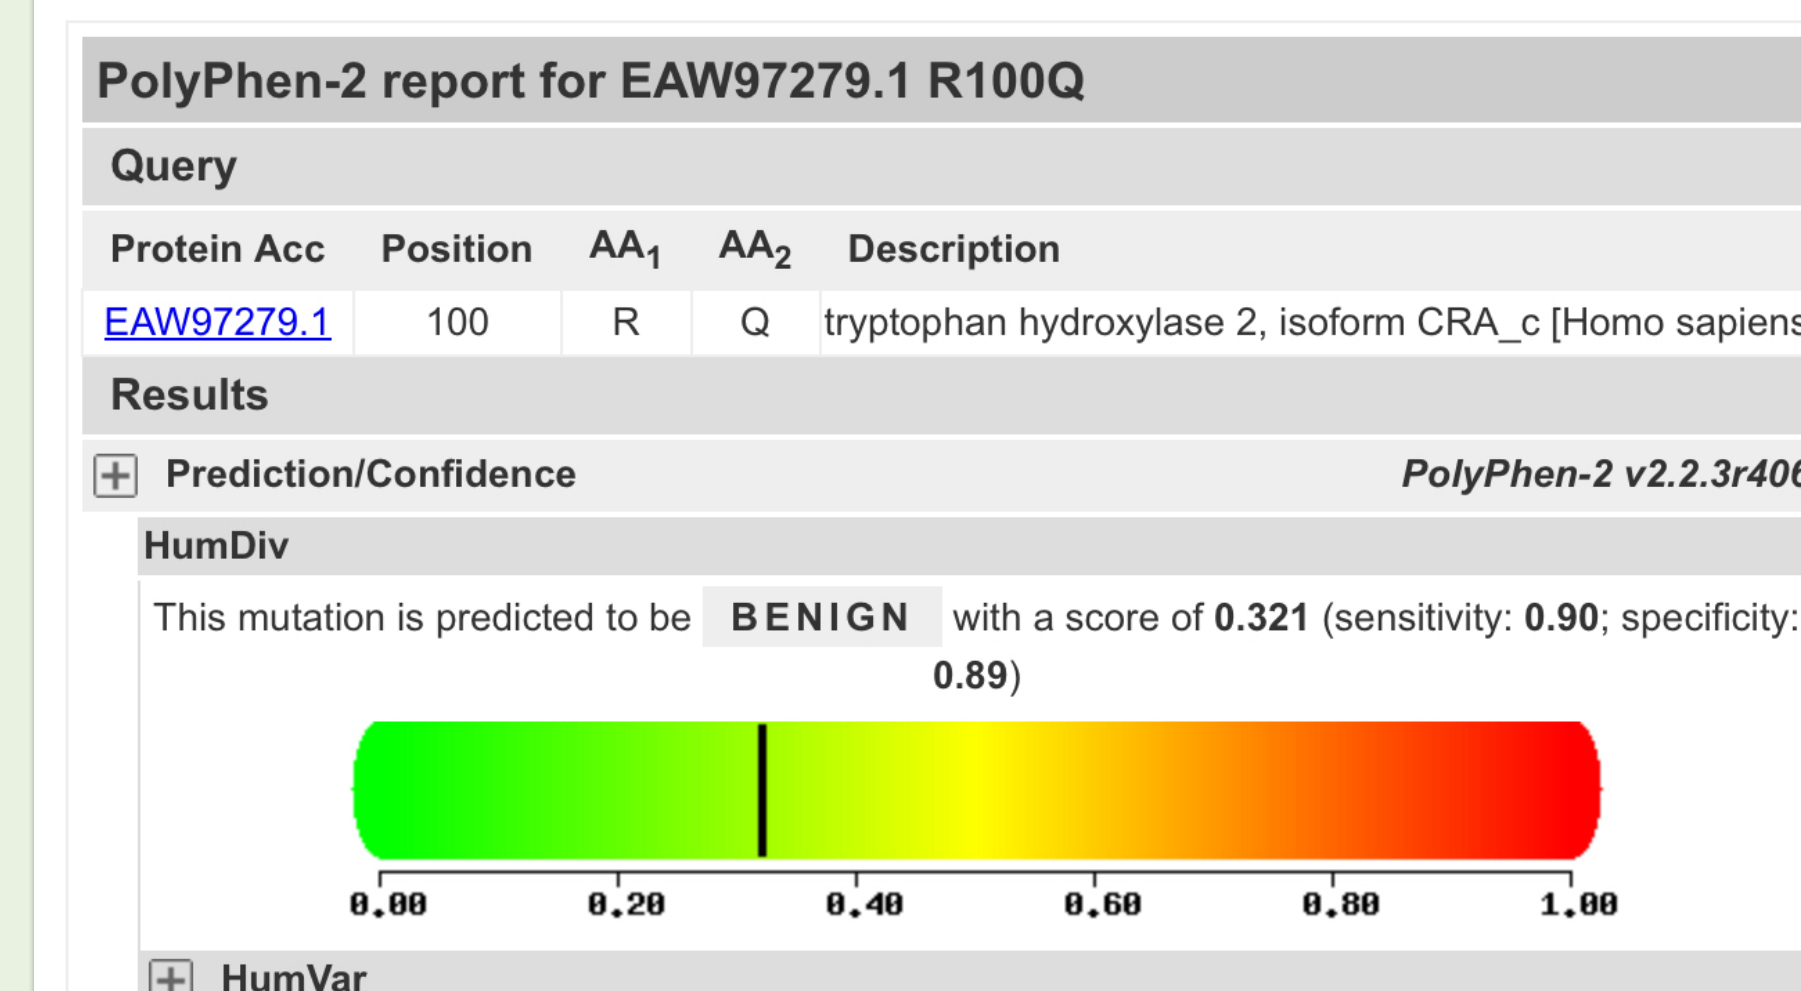 PolyPhen-2 report for EAW97279.1 R100Q
Query
Protein Acc Position AA1 AA2 Description
EAW97279.1 100 R Q tryptophan hydroxylase 2, isoform CRA_c [Homo sapiens
Results
Prediction/Confidence PolyPhen-2 v2.2.3r406
HumDiv
This mutation is predicted to be BENIGN with a score of 0.321 (sensitivity: 0.90; specificity:
0.89)
0.00 0.20 0.40 0.60 0.80 1.00
HumVar